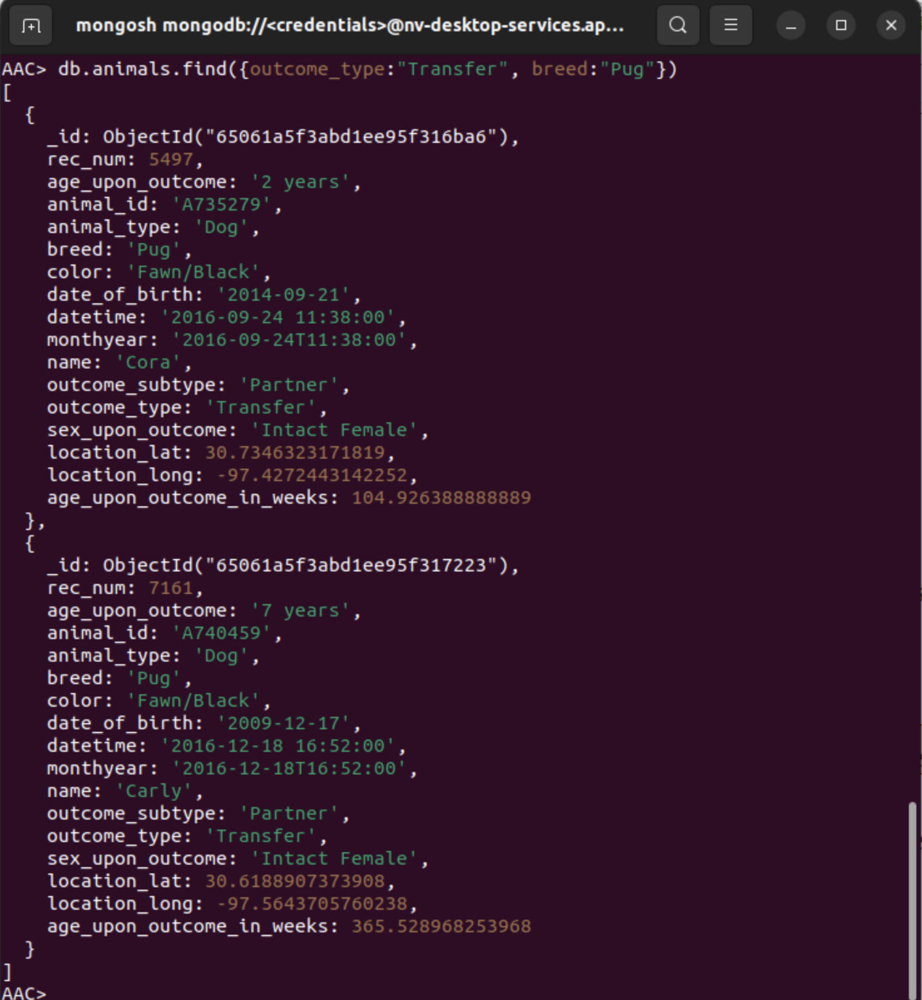 mongosh mongodb://<credentials>@nv-desktop-services.ap...
AAC> db.animals.find({outcome_type:"Transfer", breed:"Pug"})
[
  {
    _id: ObjectId("65061a5f3abd1ee95f316ba6"),
    rec_num: 5497,
    age_upon_outcome: '2 years',
    animal_id: 'A735279',
    animal_type: 'Dog',
    breed: 'Pug',
    color: 'Fawn/Black',
    date_of_birth: '2014-09-21',
    datetime: '2016-09-24 11:38:00',
    monthyear: '2016-09-24T11:38:00',
    name: 'Cora',
    outcome_subtype: 'Partner',
    outcome_type: 'Transfer',
    sex_upon_outcome: 'Intact Female',
    location_lat: 30.7346323171819,
    location_long: -97.4272443142252,
    age_upon_outcome_in_weeks: 104.926388888889
  },
  {
    _id: ObjectId("65061a5f3abd1ee95f317223"),
    rec_num: 7161,
    age_upon_outcome: '7 years',
    animal_id: 'A740459',
    animal_type: 'Dog',
    breed: 'Pug',
    color: 'Fawn/Black',
    date_of_birth: '2009-12-17',
    datetime: '2016-12-18 16:52:00',
    monthyear: '2016-12-18T16:52:00',
    name: 'Carly',
    outcome_subtype: 'Partner',
    outcome_type: 'Transfer',
    sex_upon_outcome: 'Intact Female',
    location_lat: 30.6188907373908,
    location_long: -97.5643705760238,
    age_upon_outcome_in_weeks: 365.528968253968
  }
]
AAC>